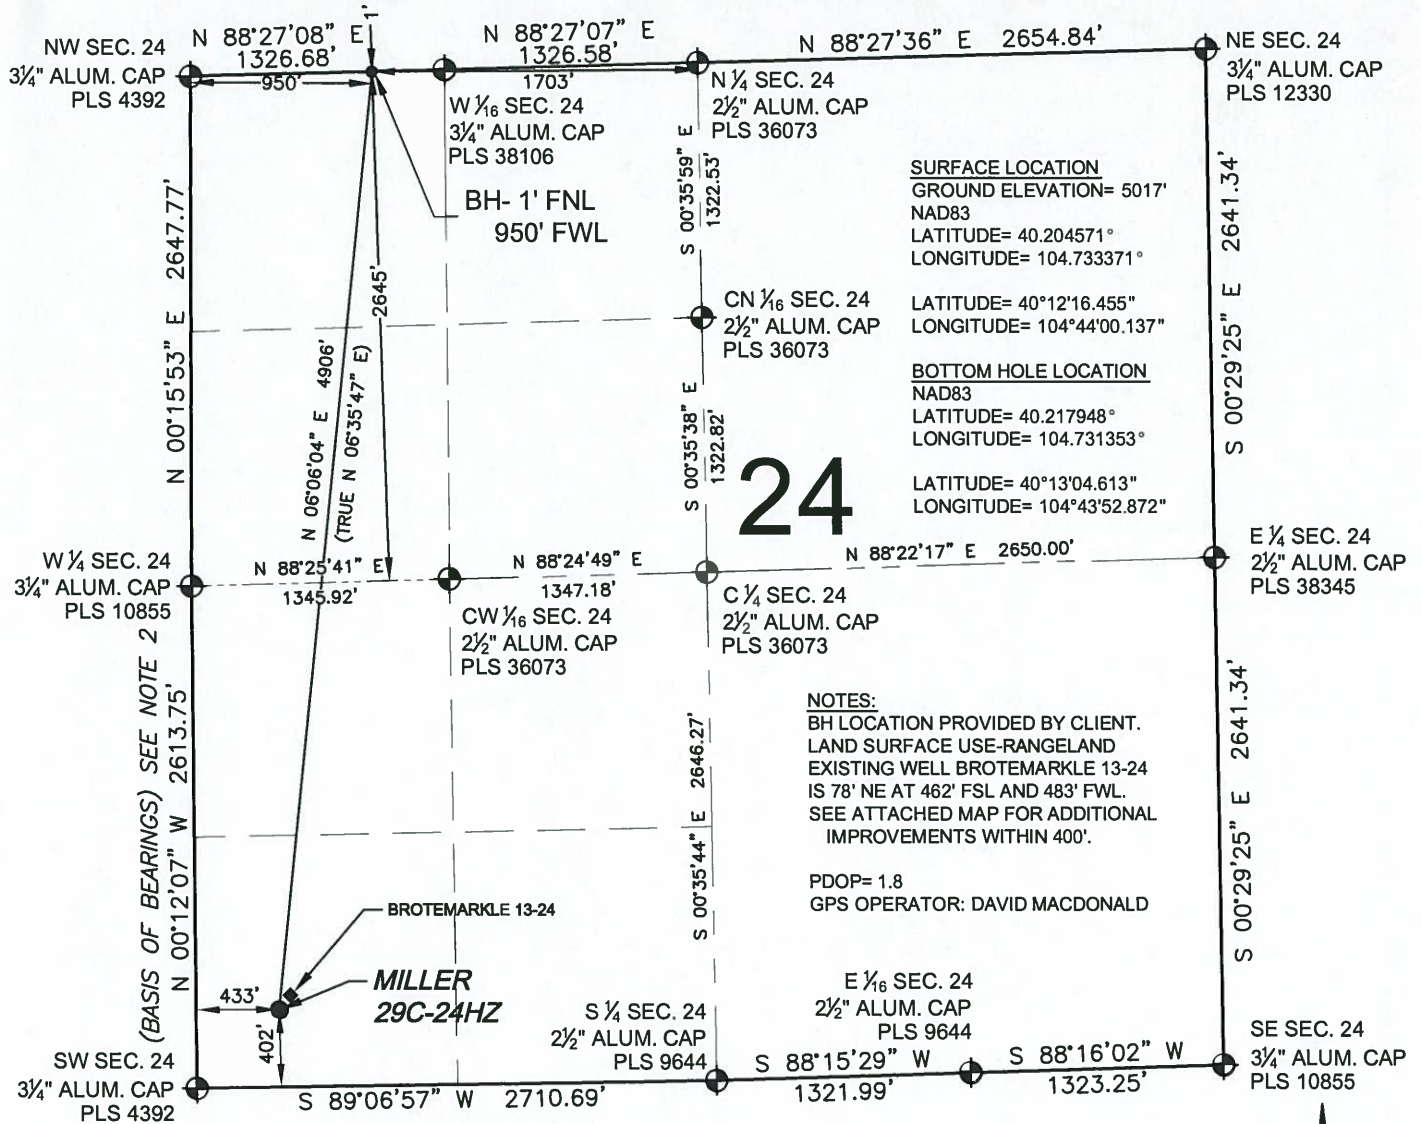 N 88°27'08" E
1326.68'
1'
N 88°27'07" E
1326.58'
N 88°27'36" E 2654.84'
NW SEC. 24
3¼" ALUM. CAP
PLS 4392
950'
1703'
NE SEC. 24
3¼" ALUM. CAP
PLS 12330
W 1⁄16 SEC. 24
3¼" ALUM. CAP
PLS 38106
N ¼ SEC. 24
2½" ALUM. CAP
PLS 36073
BH- 1' FNL
950' FWL
N 00°15'53" E 2647.77'
2645'
S 00°35'59" E
1322.53'
SURFACE LOCATION
GROUND ELEVATION= 5017'
NAD83
LATITUDE= 40.204571°
LONGITUDE= 104.733371°
LATITUDE= 40°12'16.455"
LONGITUDE= 104°44'00.137"
BOTTOM HOLE LOCATION
NAD83
LATITUDE= 40.217948°
LONGITUDE= 104.731353°
LATITUDE= 40°13'04.613"
LONGITUDE= 104°43'52.872"
S 00°29'25" E 2641.34'
CN 1⁄16 SEC. 24
2½" ALUM. CAP
PLS 36073
N 06°06'04" E 4906'
(TRUE N 06°35'47" E)
S 00°35'38" E
1322.82'
24
W ¼ SEC. 24
3¼" ALUM. CAP
PLS 10855
N 88°25'41" E
1345.92'
N 88°24'49" E
1347.18'
N 88°22'17" E 2650.00'
E ¼ SEC. 24
2½" ALUM. CAP
PLS 38345
CW 1⁄16 SEC. 24
2½" ALUM. CAP
PLS 36073
C ¼ SEC. 24
2½" ALUM. CAP
PLS 36073
(BASIS OF BEARINGS) SEE NOTE 2
N 00°12'07" W 2613.75'
S 00°35'44" E 2646.27'
NOTES:
BH LOCATION PROVIDED BY CLIENT.
LAND SURFACE USE-RANGELAND
EXISTING WELL BROTEMARKLE 13-24
IS 78' NE AT 462' FSL AND 483' FWL.
SEE ATTACHED MAP FOR ADDITIONAL
IMPROVEMENTS WITHIN 400'.
PDOP= 1.8
GPS OPERATOR: DAVID MACDONALD
S 00°29'25" E 2641.34'
BROTEMARKLE 13-24
MILLER
29C-24HZ
433'
402'
SW SEC. 24
3¼" ALUM. CAP
PLS 4392
S 89°06'57" W 2710.69'
S ¼ SEC. 24
2½" ALUM. CAP
PLS 9644
E 1⁄16 SEC. 24
2½" ALUM. CAP
PLS 9644
S 88°15'29" W
1321.99'
S 88°16'02" W
1323.25'
SE SEC. 24
3¼" ALUM. CAP
PLS 10855